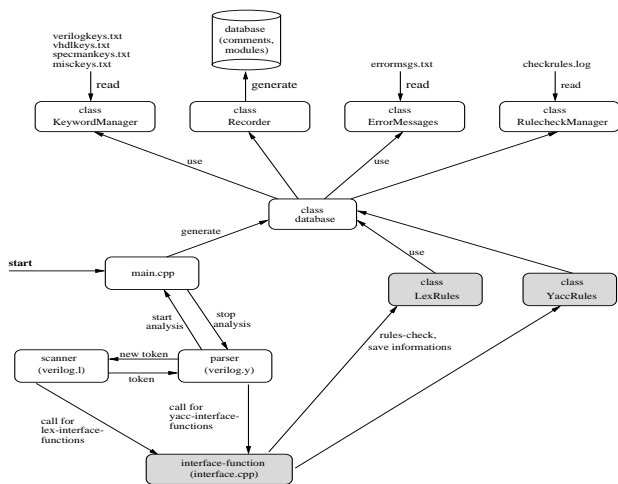 verilogkeys.txt
vhdlkeys.txt
specmankeys.txt
misckeys.txt
database
(comments,
modules)
errormsgs.txt
checkrules.log
read
generate
read
read
class
KeywordManager
class
Recorder
class
ErrorMessages
class
RulecheckManager
use
use
class
database
generate
use
start
main.cpp
class
LexRules
class
YaccRules
start
analysis
stop
analysis
rules-check,
save informations
scanner
(verilog.l)
new token
token
parser
(verilog.y)
call for
lex-interface-
functions
call for
yacc-interface-
functions
interface-function
(interface.cpp)